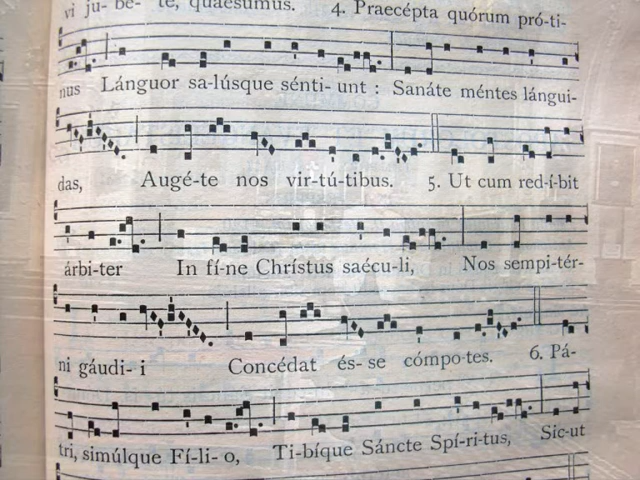 vi ju- be- te, quaésumus. 4. Praecépta quórum pró-ti-
nus Lánguor sa-lúsque sénti- unt : Sanáte méntes lángui-
das, Augé-te nos vir-tú-tibus. 5. Ut cum red-í-bit
árbi-ter In fí-ne Chrístus saécu-li, Nos sempi-tér-
ni gáudi- i Concédat és- se cómpo-tes. 6. Pá-
tri, simúlque Fí-li- o, Ti-bíque Sáncte Spí-ri-tus, Sic-ut